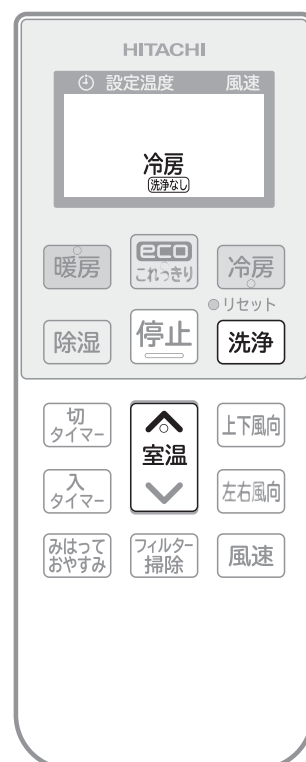 HITACHI
設定温度 風速
冷房
洗浄なし
暖房 eco これっきり 冷房
リセット
除湿 停止 洗浄
切タイマー 室温 上下風向
入タイマー 左右風向
みはっておやすみ フィルター掃除 風速